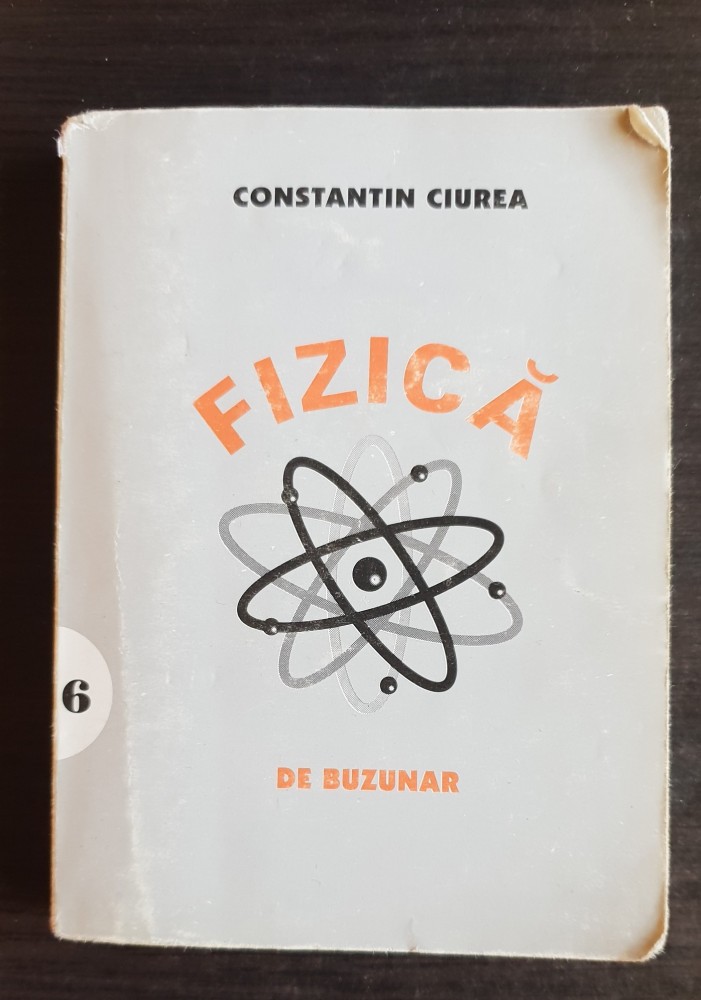 CONSTANTIN CIUREA
FIZICĂ
6
DE BUZUNAR